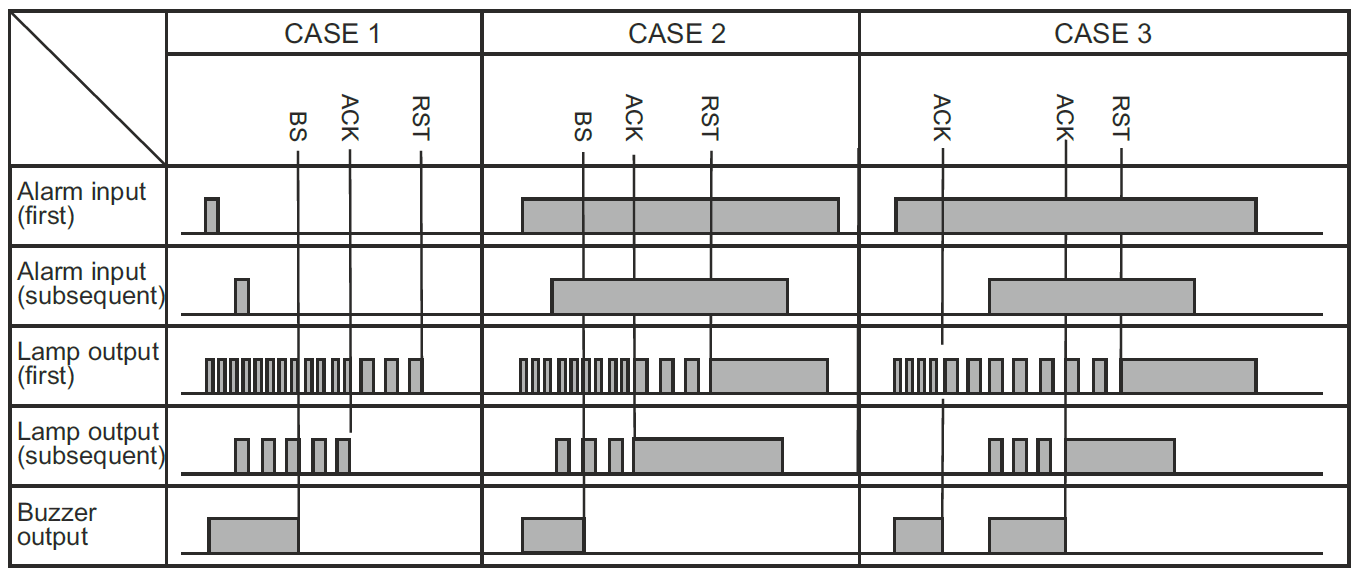 CASE 1
CASE 2
CASE 3
BS
ACK
RST
BS
ACK
RST
ACK
ACK
RST
Alarm input
(first)
Alarm input
(subsequent)
Lamp output
(first)
Lamp output
(subsequent)
Buzzer
output